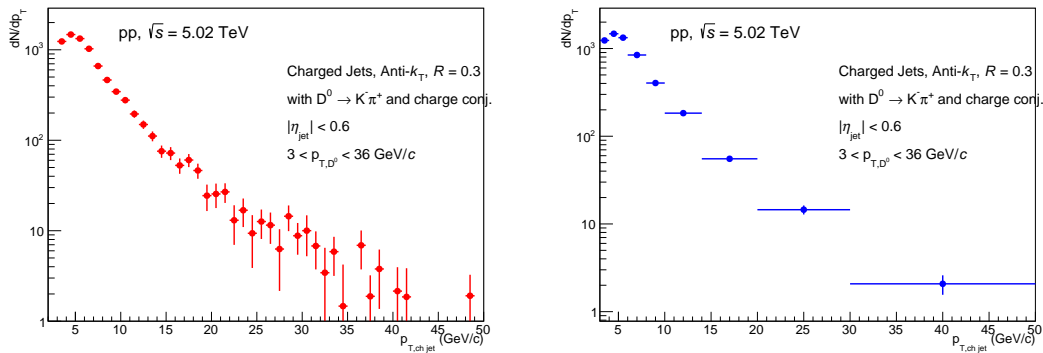 dN/dp_T
pp, √s = 5.02 TeV
Charged Jets, Anti-k_T, R = 0.3
with D⁰ → K⁻π⁺ and charge conj.
|η_jet| < 0.6
3 < p_T,D⁰ < 36 GeV/c
10³
10²
10
1
5 10 15 20 25 30 35 40 45 50
p_T,ch jet (GeV/c)
dN/dp_T
pp, √s = 5.02 TeV
Charged Jets, Anti-k_T, R = 0.3
with D⁰ → K⁻π⁺ and charge conj.
|η_jet| < 0.6
3 < p_T,D⁰ < 36 GeV/c
10³
10²
10
1
5 10 15 20 25 30 35 40 45 50
p_T,ch jet (GeV/c)